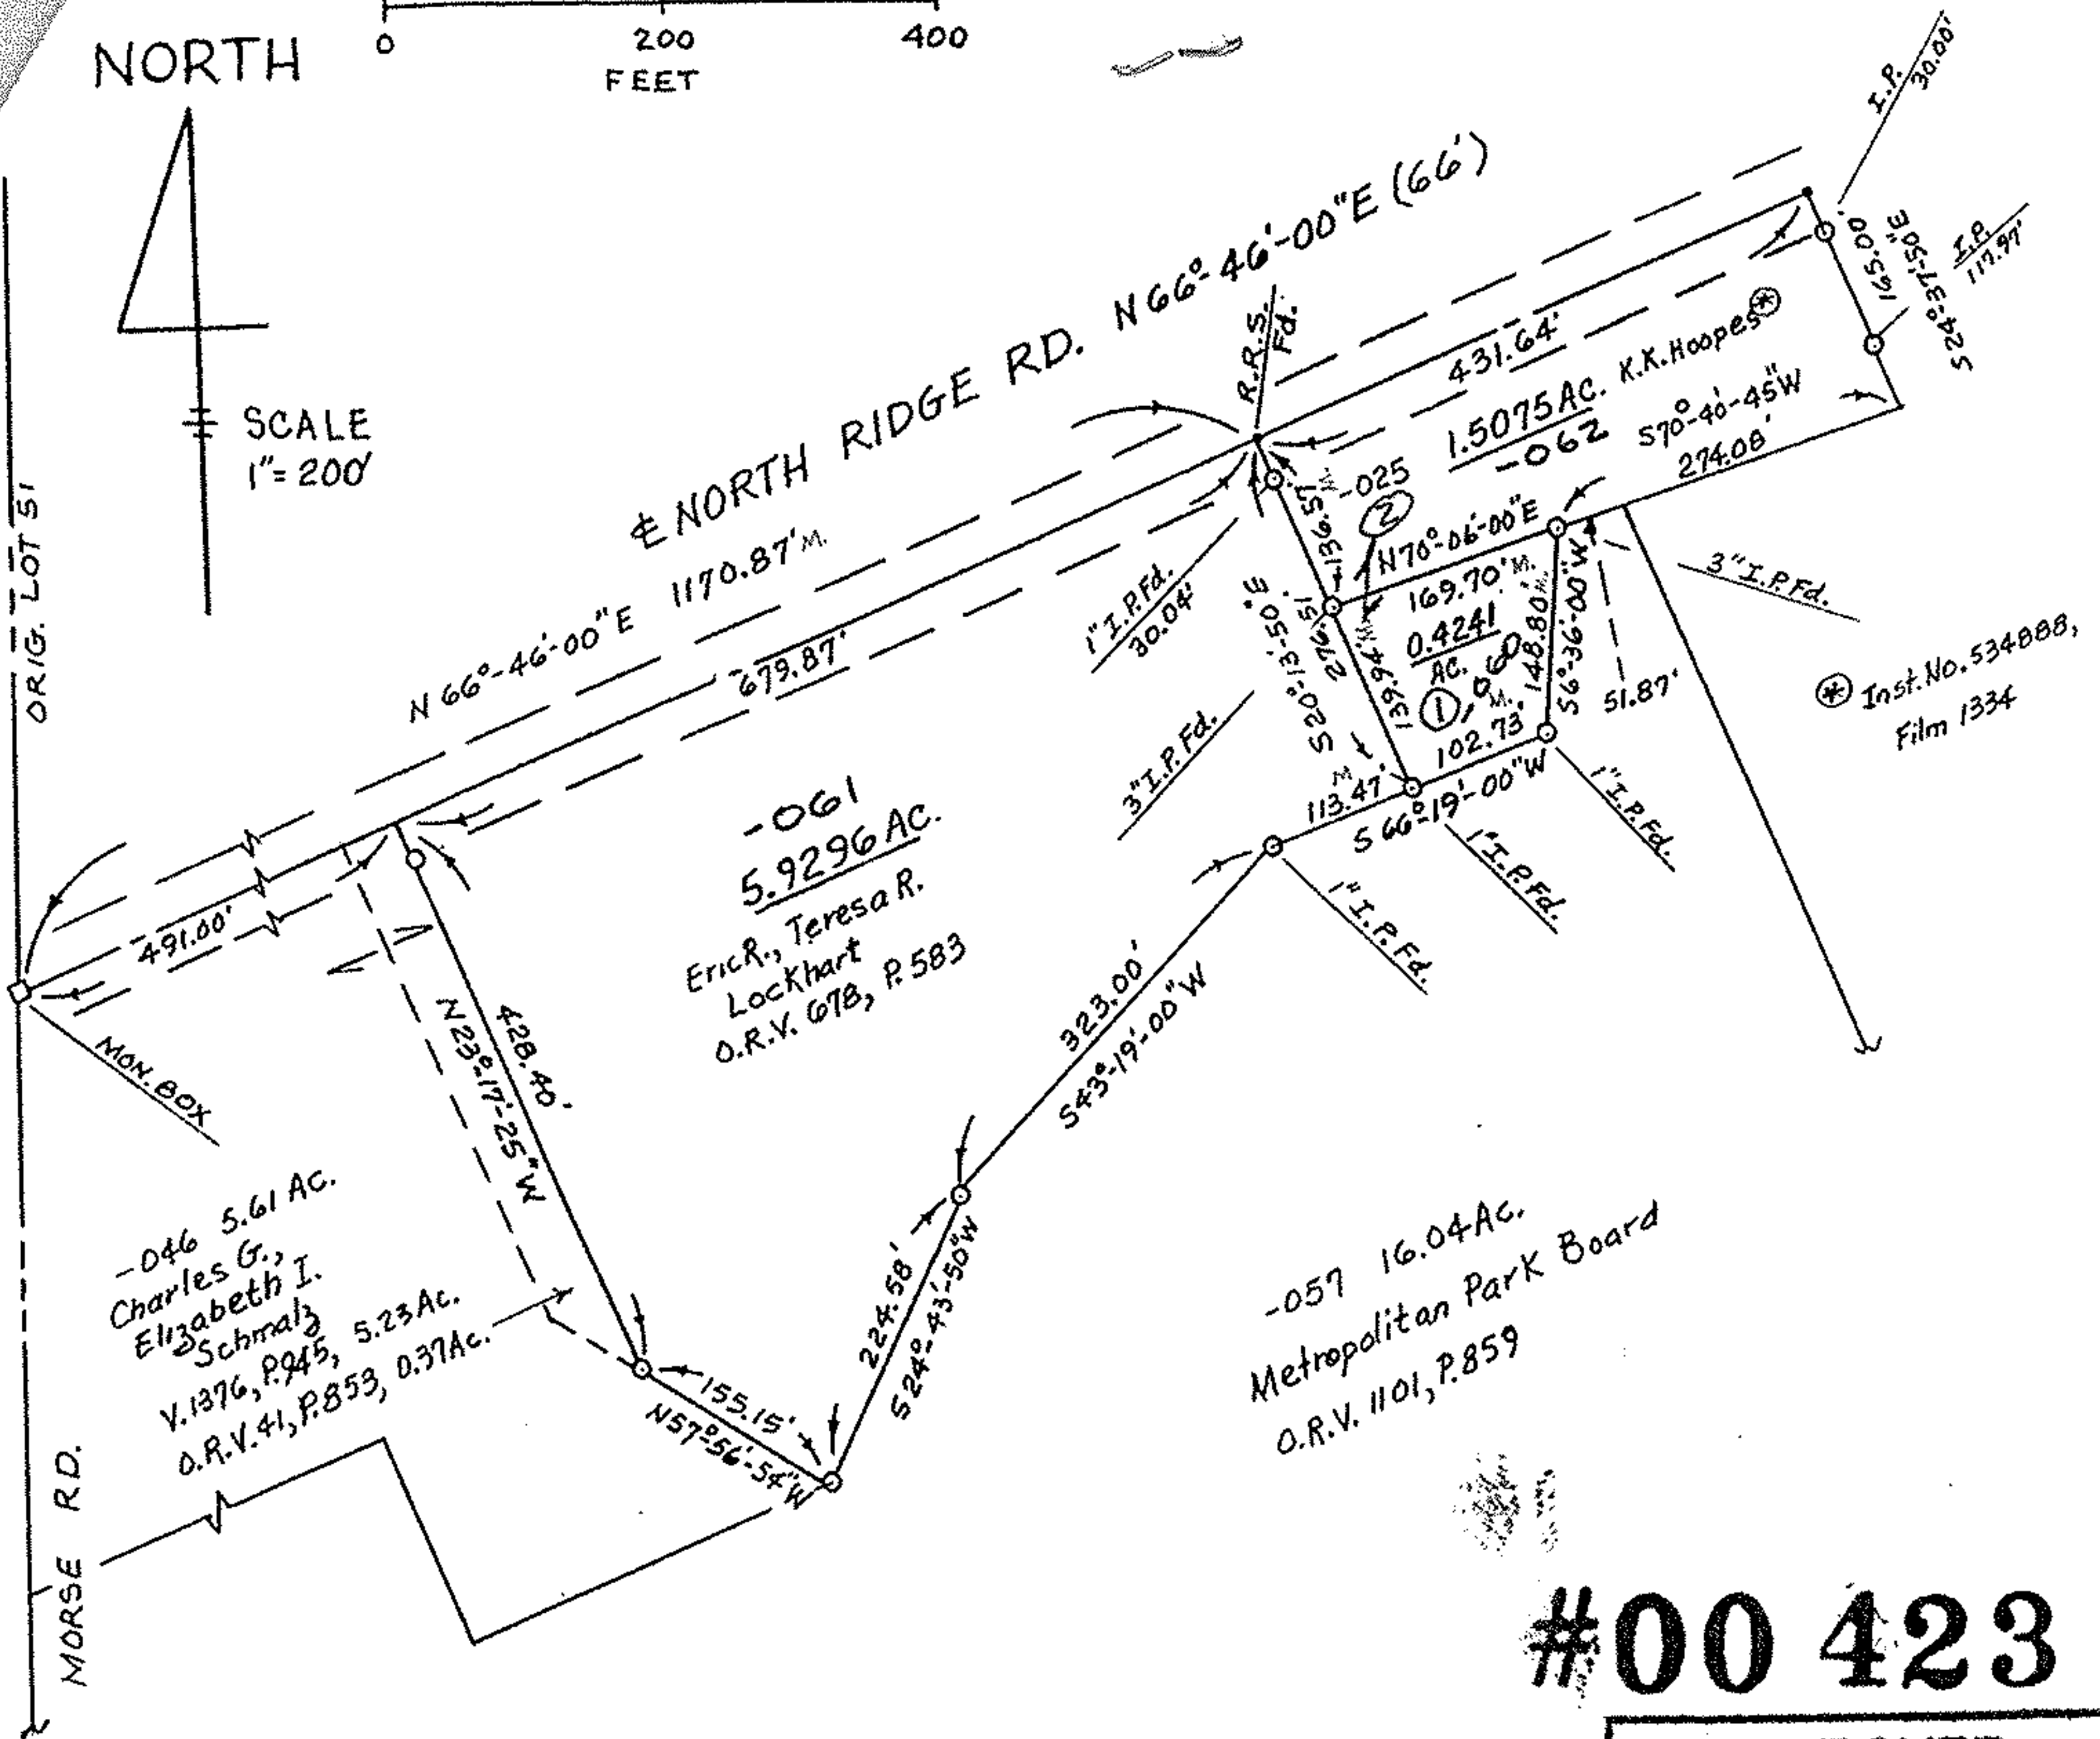 0 200 400
FEET
NORTH
SCALE
1"=200'
ORIG. LOT 51
MORSE RD.
℄ NORTH RIDGE RD. N66°-46'-00"E (66')
N66°-46'-00"E 1170.87' M.
679.87'
491.00'
MON. BOX
R.R.S.
Fd.
431.64'
I.P.
30.00'
165.00'
S24°-37'-50"E
I.P.
117.97'
1.5075 AC. K.K. Hoopes ⊛
-062
S70°-40'-45"W
274.08'
-025
②
136.57'
N70°-06'-00"E
169.70' M.
0.4241
AC.
①, 060
139.94' M.
148.80' M.
S6°-36'-00"W
102.73' M.
51.87'
3" I.P. Fd.
⊛ Inst. No. 534888,
Film 1334
1" I.P. Fd.
30.04'
276.51'
S20°-13'-50"E
3" I.P. Fd.
113.47' M.
S66°-19'-00"W
1" I.P. Fd.
1" I.P. Fd.
1" I.P. Fd.
-061
5.9296 AC.
Eric R., Teresa R.
Lockhart
O.R.V. 678, P. 583
428.40'
N23°-17'-25"W
323.00'
S43°-19'-00"W
224.58'
S24°-43'-50"W
155.15'
N57°-56'-54"W
-046 5.61 AC.
Charles G.,
Elizabeth I.
Schmalz
V.1376, P.945, 5.23 Ac.
O.R.V. 41, P.853, 0.37 Ac.
-057 16.04 AC.
Metropolitan Park Board
O.R.V. 1101, P.859
#00 423